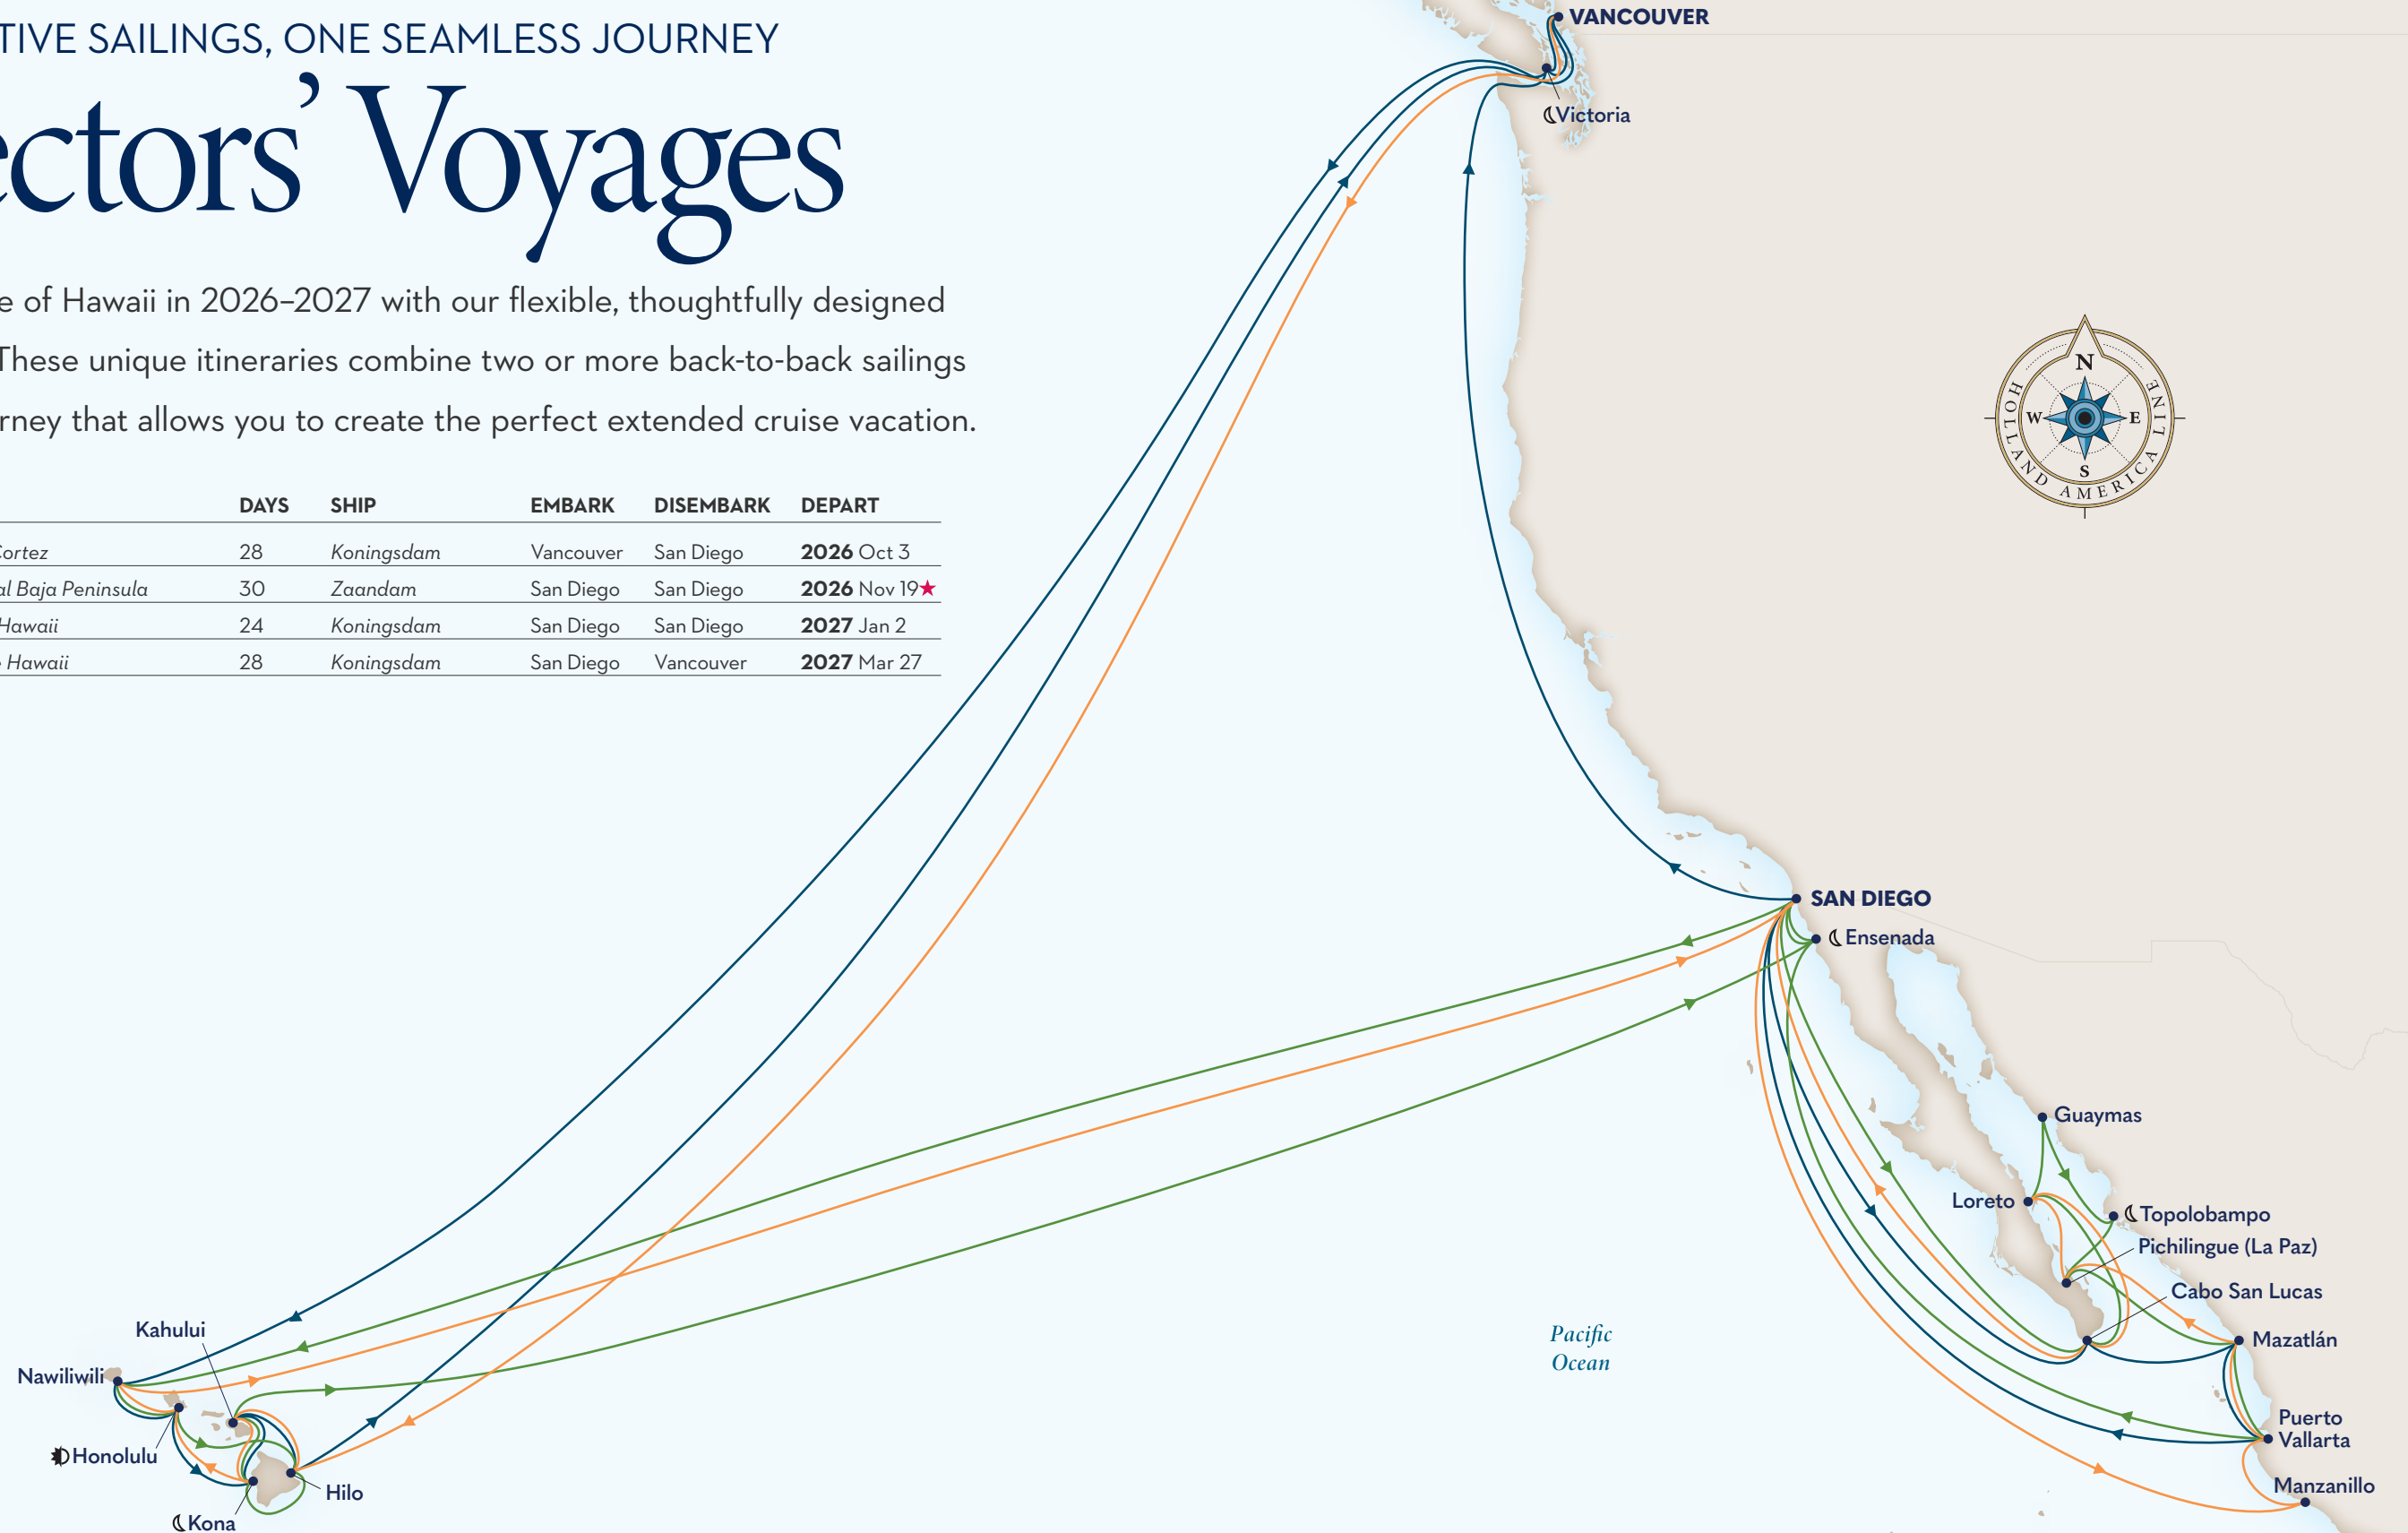 TIVE SAILINGS, ONE SEAMLESS JOURNEY
ectors’ Voyages
e of Hawaii in 2026–2027 with our flexible, thoughtfully designed
These unique itineraries combine two or more back-to-back sailings
rney that allows you to create the perfect extended cruise vacation.
DAYS SHIP EMBARK DISEMBARK DEPART
Cortez 28 Koningsdam Vancouver San Diego 2026 Oct 3
al Baja Peninsula 30 Zaandam San Diego San Diego 2026 Nov 19★
Hawaii 24 Koningsdam San Diego San Diego 2027 Jan 2
e Hawaii 28 Koningsdam San Diego Vancouver 2027 Mar 27
VANCOUVER
Victoria
N
W E
S
HOLLAND AMERICA LINE
SAN DIEGO
Ensenada
Guaymas
Loreto
Topolobampo
Pichilingue (La Paz)
Cabo San Lucas
Mazatlán
Puerto
Vallarta
Manzanillo
Pacific
Ocean
Kahului
Nawiliwili
Honolulu
Hilo
Kona